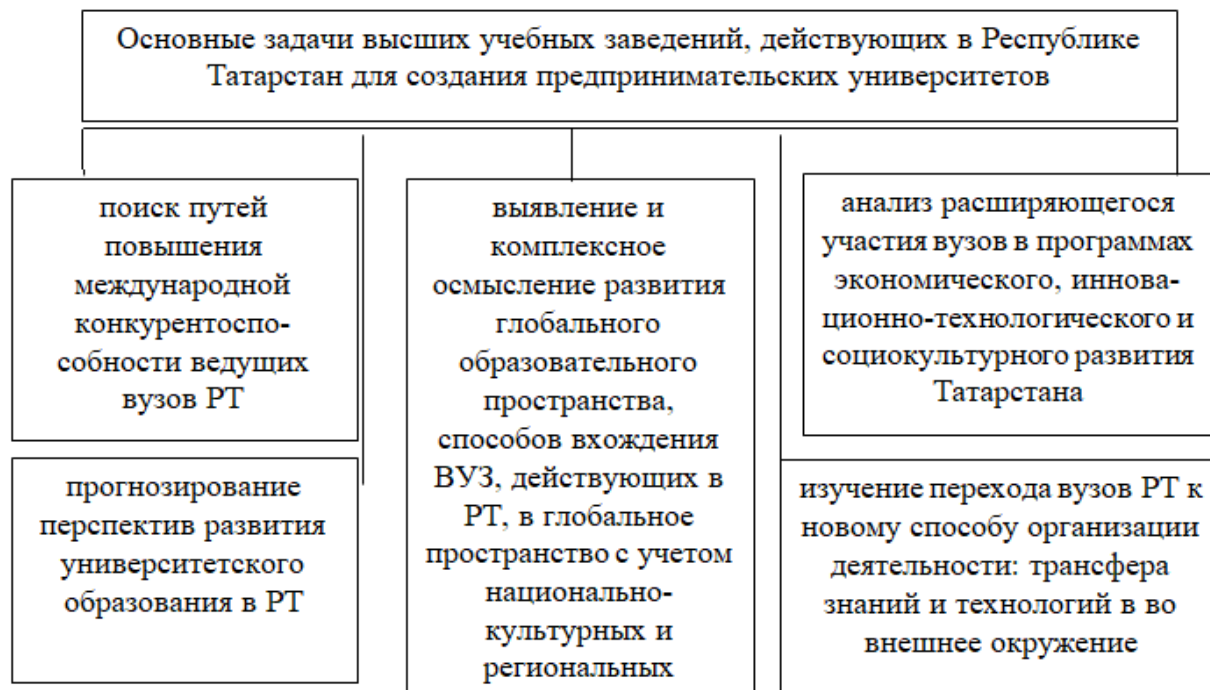 Основные задачи высших учебных заведений, действующих в Республике
Татарстан для создания предпринимательских университетов
поиск путей
повышения
международной
конкурентоспо-
собности ведущих
вузов РТ
прогнозирование
перспектив развития
университетского
образования в РТ
выявление и
комплексное
осмысление развития
глобального
образовательного
пространства,
способов вхождения
ВУЗ, действующих в
РТ, в глобальное
пространство с учетом
национально-
культурных и
региональных
анализ расширяющегося
участия вузов в программах
экономического, иннова-
ционно-технологического и
социокультурного развития
Татарстана
изучение перехода вузов РТ к
новому способу организации
деятельности: трансфера
знаний и технологий в во
внешнее окружение